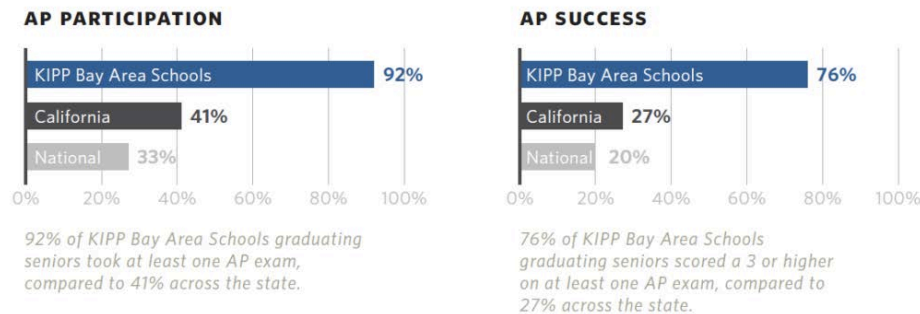 AP PARTICIPATION
KIPP Bay Area Schools 92%
California 41%
National 33%
0% 20% 40% 60% 80% 100%
92% of KIPP Bay Area Schools graduating
seniors took at least one AP exam,
compared to 41% across the state.
AP SUCCESS
KIPP Bay Area Schools 76%
California 27%
National 20%
0% 20% 40% 60% 80% 100%
76% of KIPP Bay Area Schools
graduating seniors scored a 3 or higher
on at least one AP exam, compared to
27% across the state.